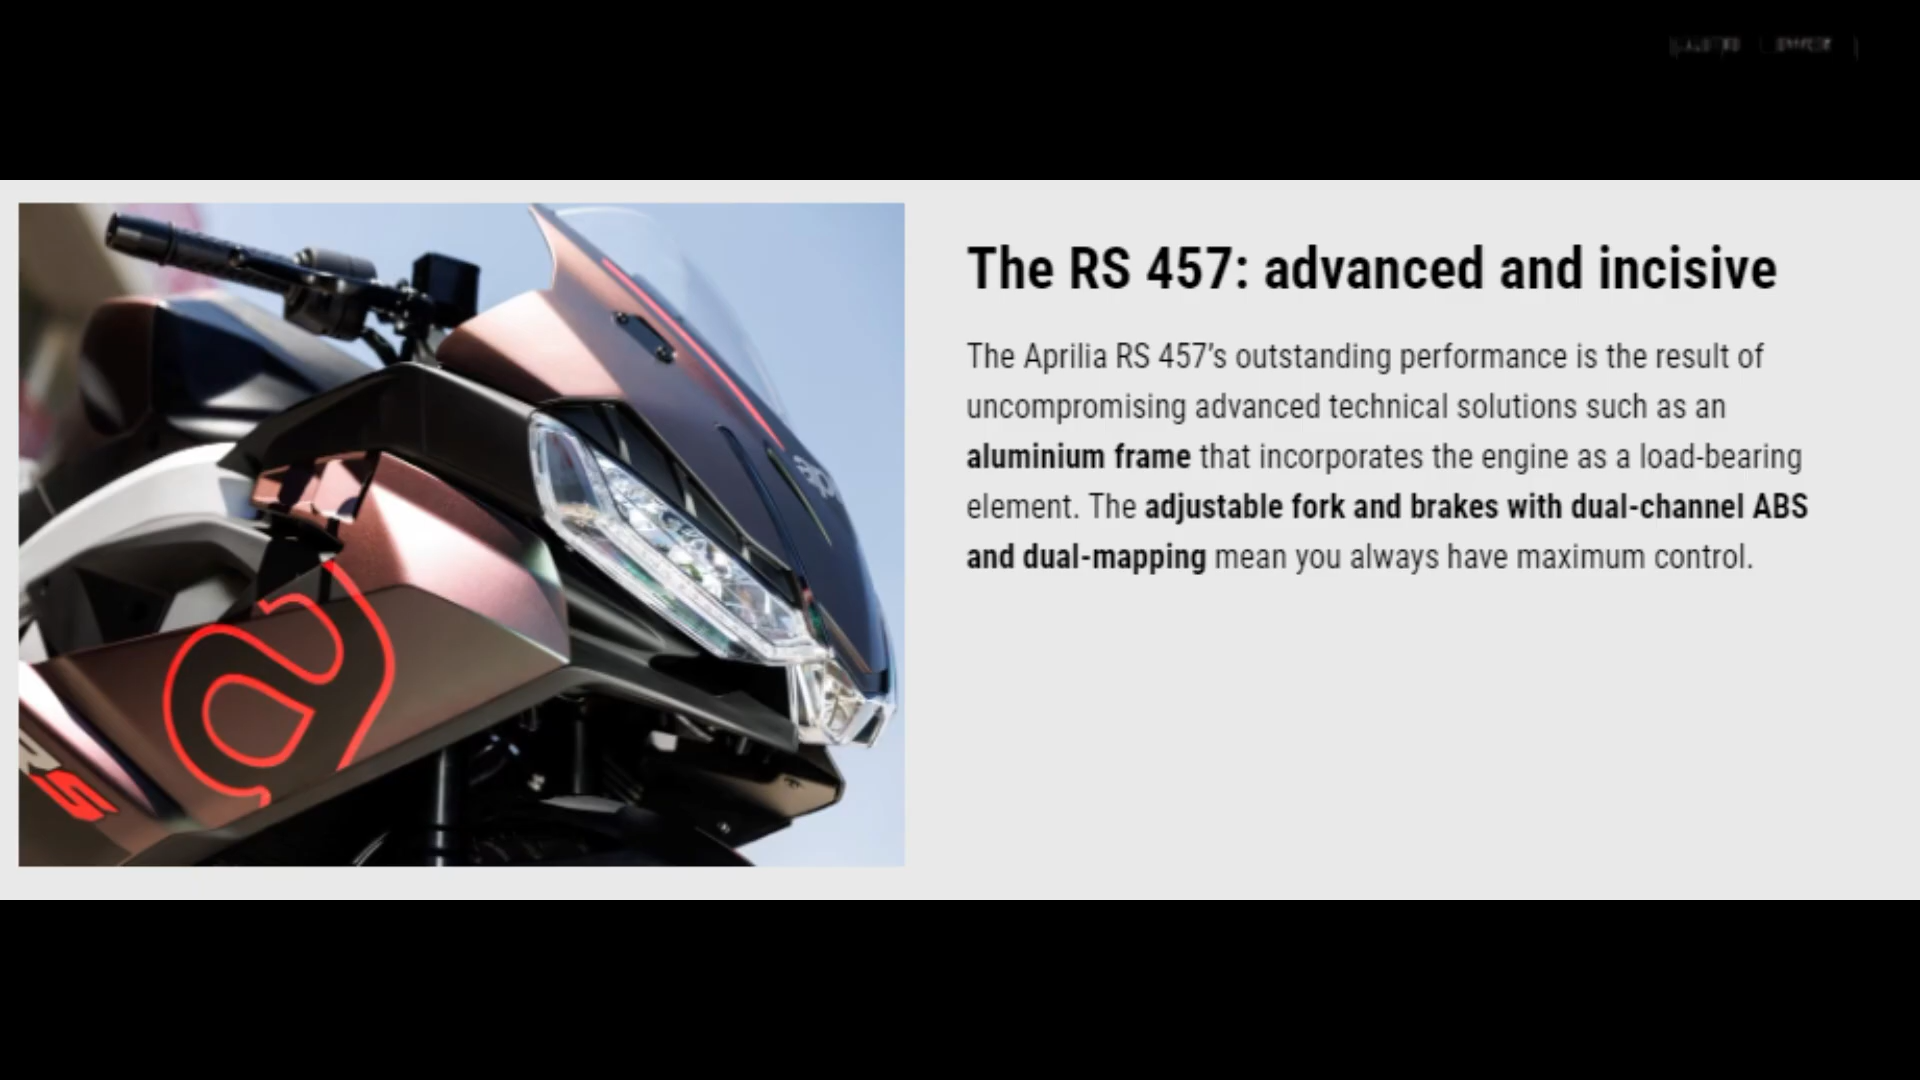 The RS 457: advanced and incisive
The Aprilia RS 457’s outstanding performance is the result of
uncompromising advanced technical solutions such as an
aluminium frame that incorporates the engine as a load-bearing
element. The adjustable fork and brakes with dual-channel ABS
and dual-mapping mean you always have maximum control.
RS